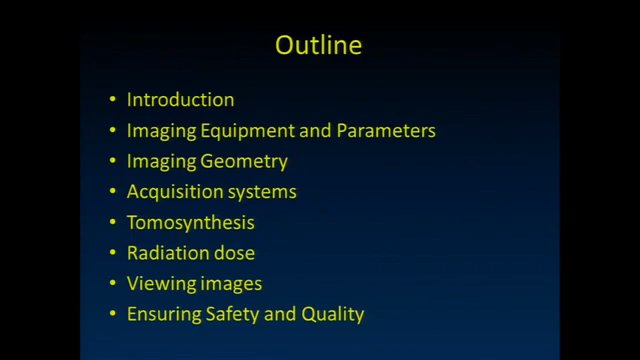 Outline
• Introduction
• Imaging Equipment and Parameters
• Imaging Geometry
• Acquisition systems
• Tomosynthesis
• Radiation dose
• Viewing images
• Ensuring Safety and Quality